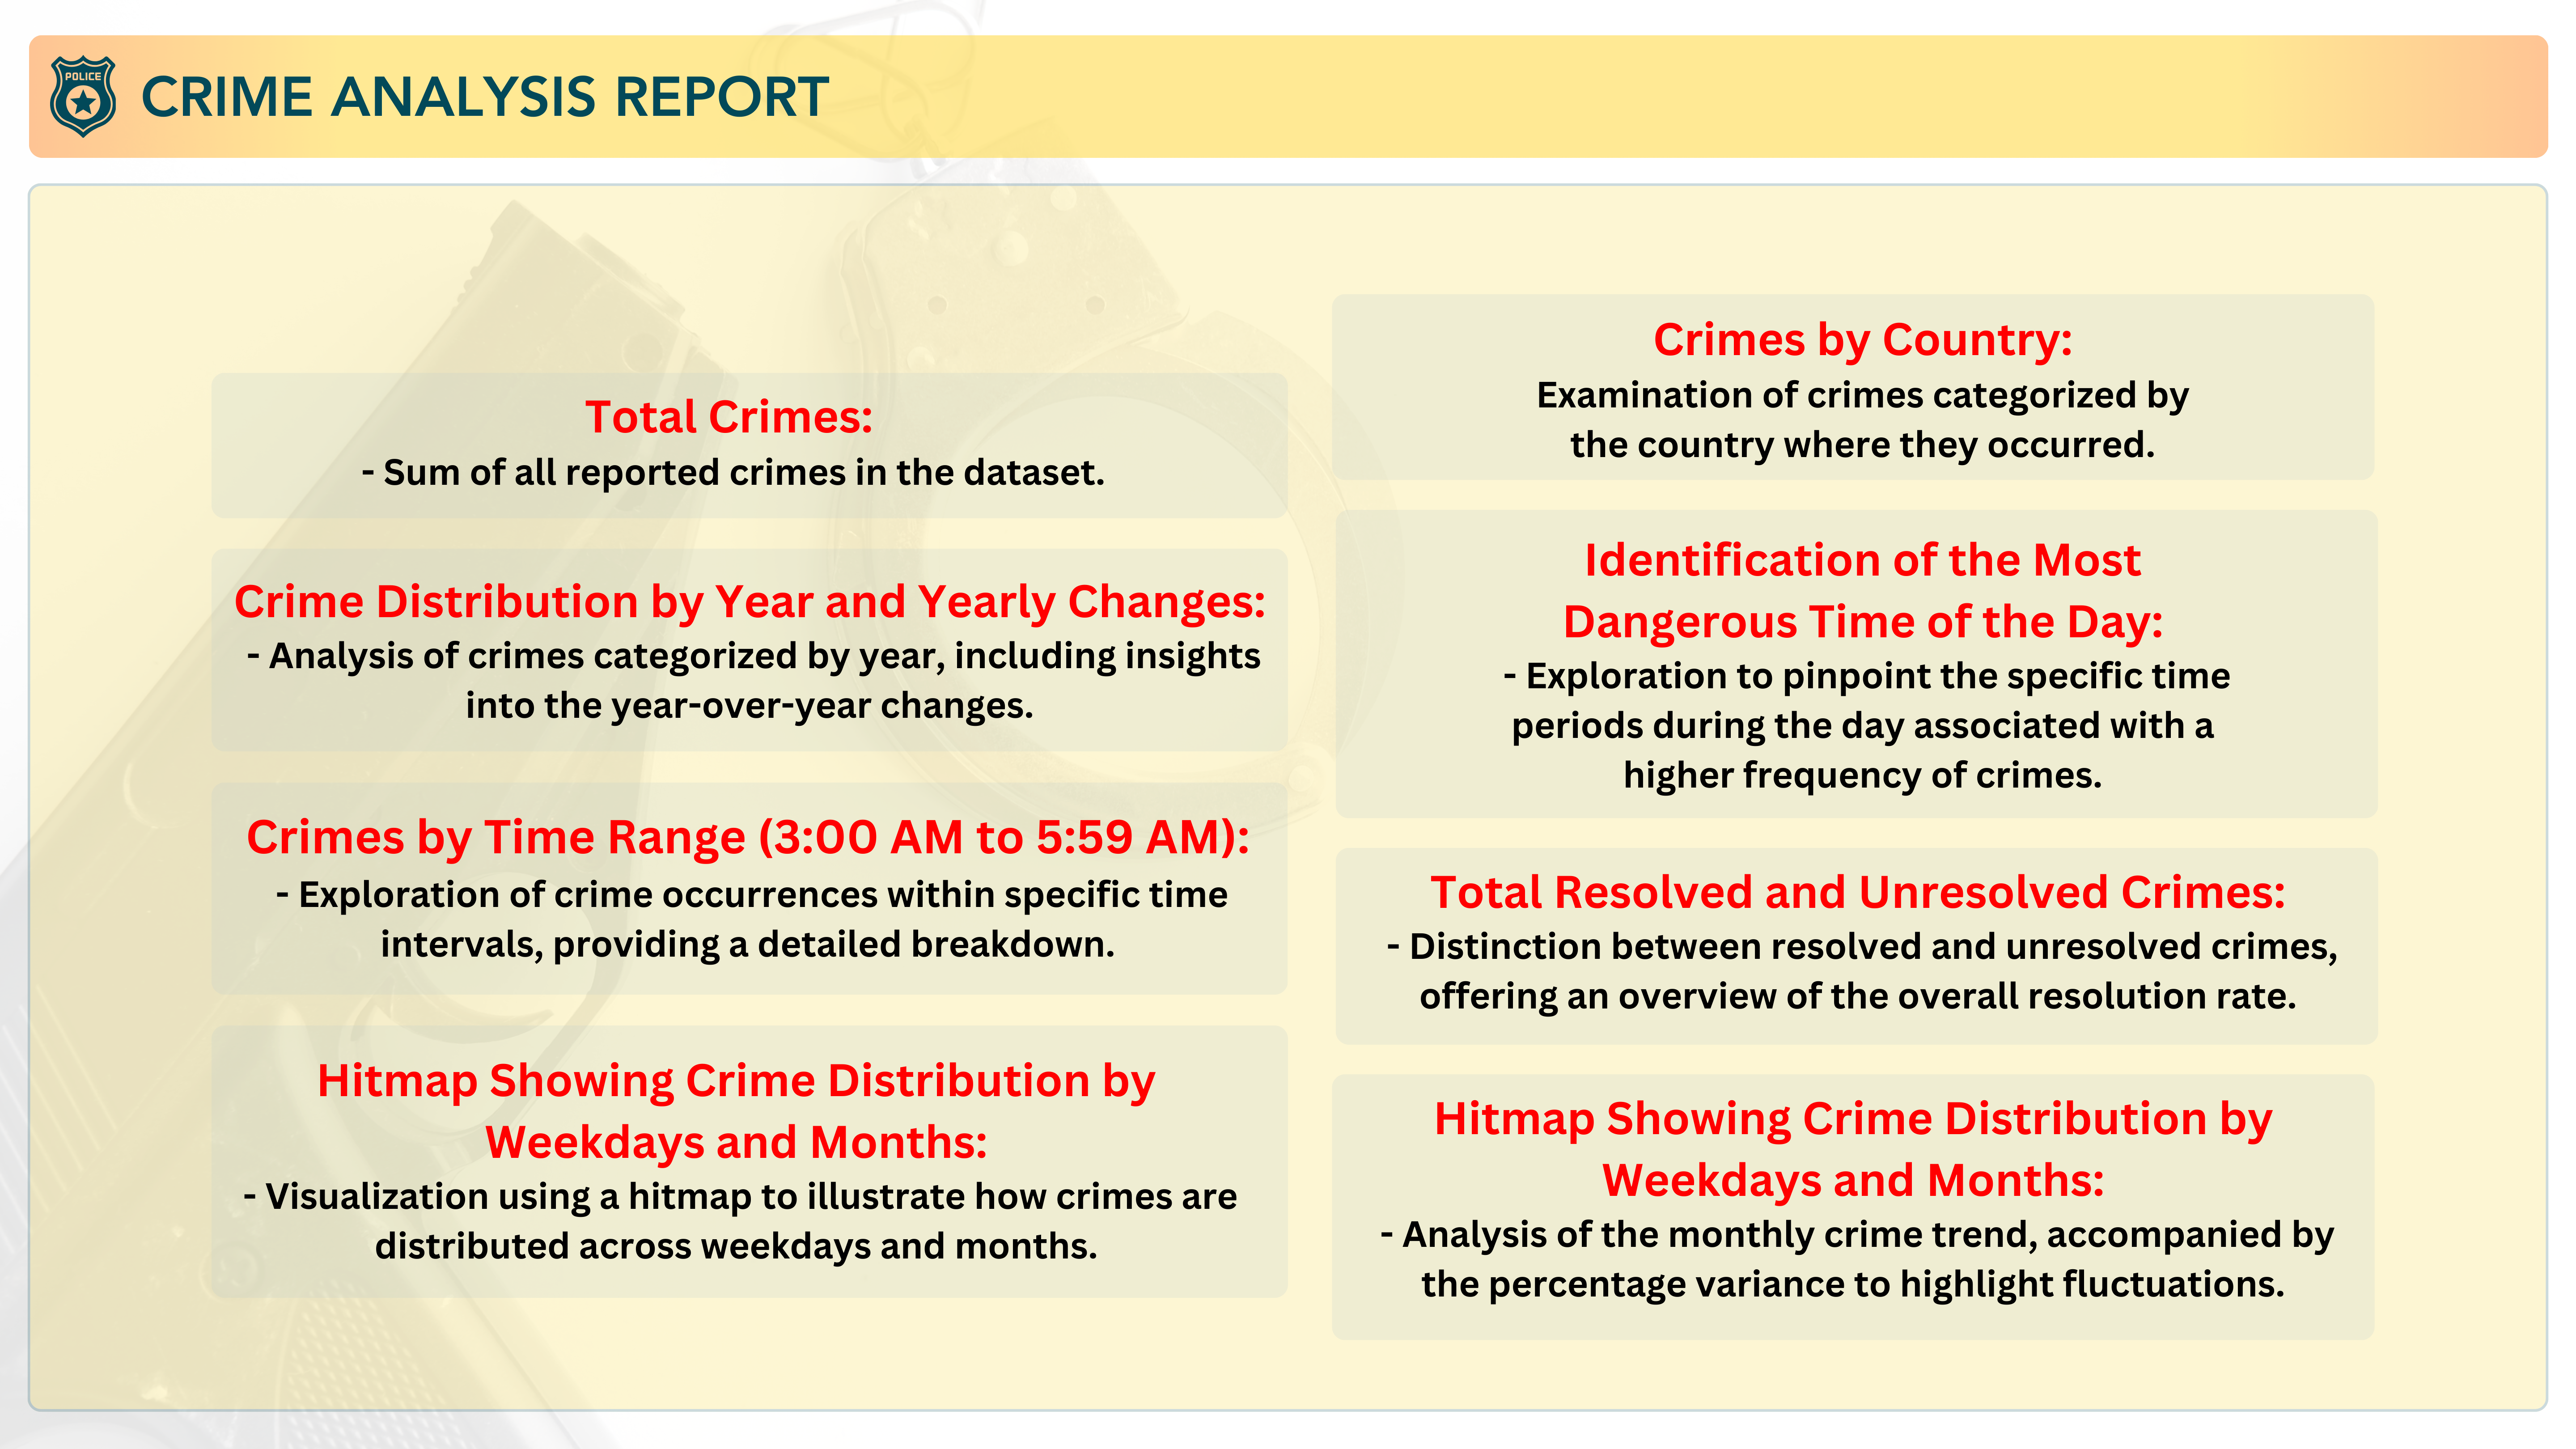 POLICE
CRIME ANALYSIS REPORT
Total Crimes:
- Sum of all reported crimes in the dataset.
Crime Distribution by Year and Yearly Changes:
- Analysis of crimes categorized by year, including insights
into the year-over-year changes.
Crimes by Time Range (3:00 AM to 5:59 AM):
- Exploration of crime occurrences within specific time
intervals, providing a detailed breakdown.
Hitmap Showing Crime Distribution by
Weekdays and Months:
- Visualization using a hitmap to illustrate how crimes are
distributed across weekdays and months.
Crimes by Country:
Examination of crimes categorized by
the country where they occurred.
Identification of the Most
Dangerous Time of the Day:
- Exploration to pinpoint the specific time
periods during the day associated with a
higher frequency of crimes.
Total Resolved and Unresolved Crimes:
- Distinction between resolved and unresolved crimes,
offering an overview of the overall resolution rate.
Hitmap Showing Crime Distribution by
Weekdays and Months:
- Analysis of the monthly crime trend, accompanied by
the percentage variance to highlight fluctuations.